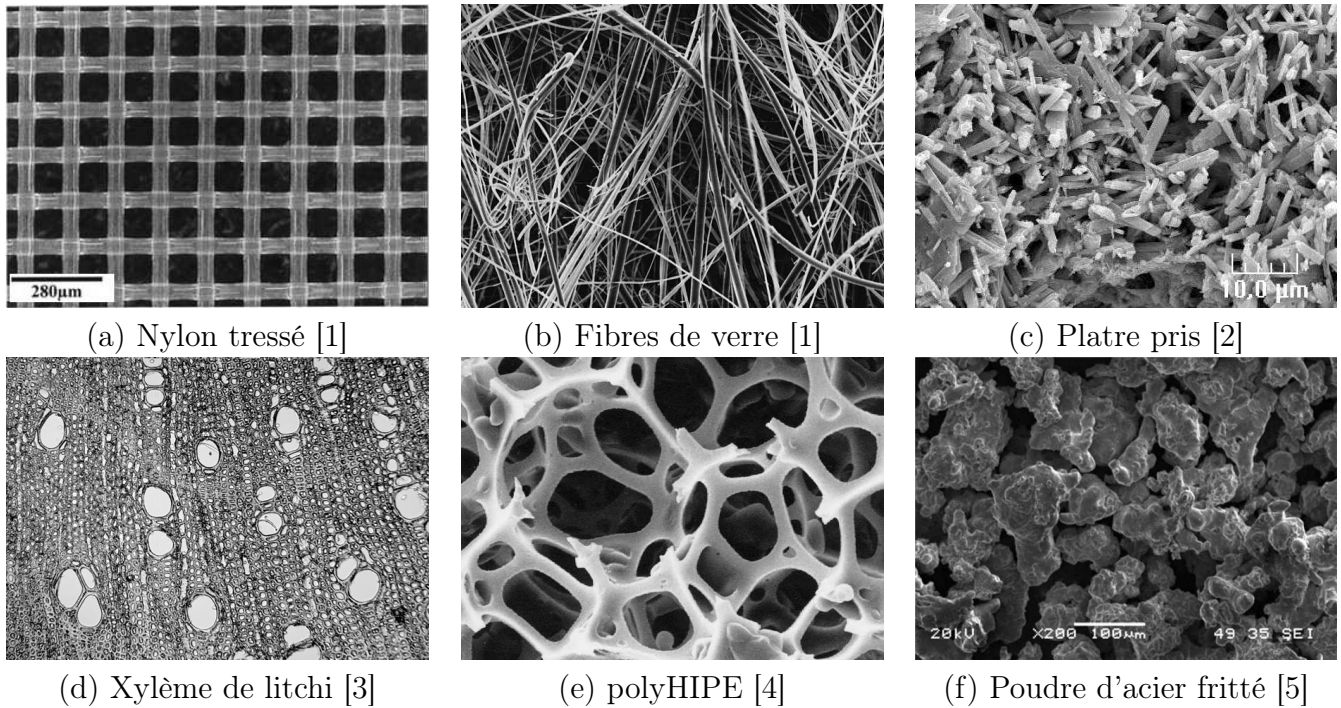 280µm
10,0 µm
(a) Nylon tressé [1]
(b) Fibres de verre [1]
(c) Platre pris [2]
20kV X200 100µm 49 35 SEI
(d) Xylème de litchi [3]
(e) polyHIPE [4]
(f) Poudre d'acier fritté [5]